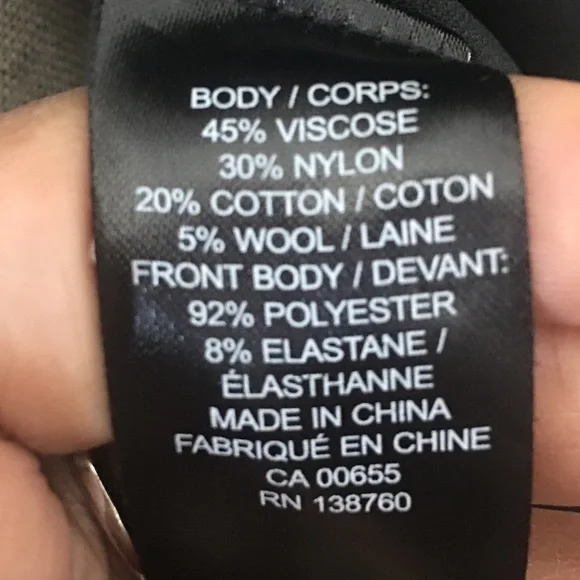 BODY / CORPS:
45% VISCOSE
30% NYLON
20% COTTON / COTON
5% WOOL / LAINE
FRONT BODY / DEVANT:
92% POLYESTER
8% ELASTANE /
ÉLASTHANNE
MADE IN CHINA
FABRIQUÉ EN CHINE
CA 00655
RN 138760